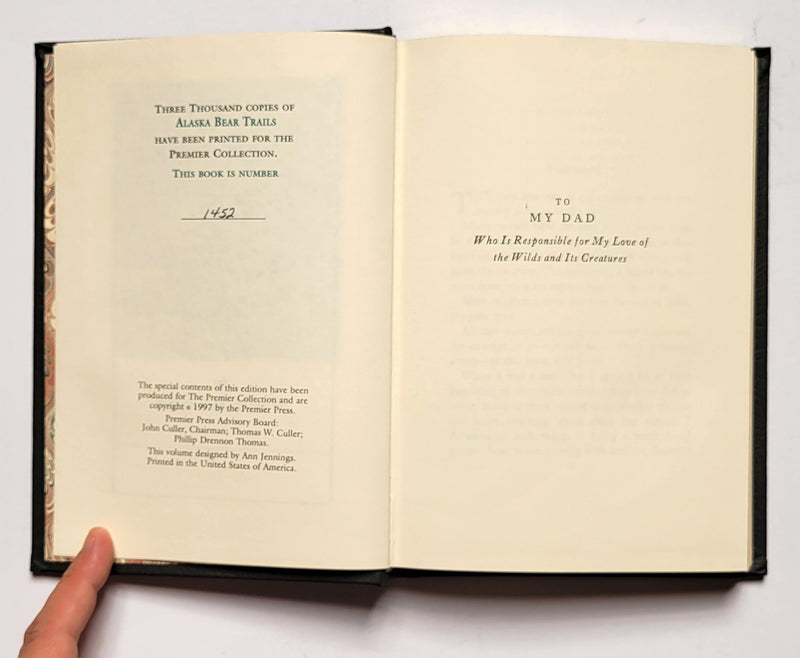 THREE THOUSAND COPIES OF
ALASKA BEAR TRAILS
HAVE BEEN PRINTED FOR THE
PREMIER COLLECTION.
THIS BOOK IS NUMBER
1452
The special contents of this edition have been
produced for The Premier Collection and are
copyright © 1997 by the Premier Press.
Premier Press Advisory Board:
John Culler, Chairman; Thomas W. Culler;
Phillip Drennon Thomas.
This volume designed by Ann Jennings.
Printed in the United States of America.
TO
MY DAD
Who Is Responsible for My Love of
the Wilds and Its Creatures